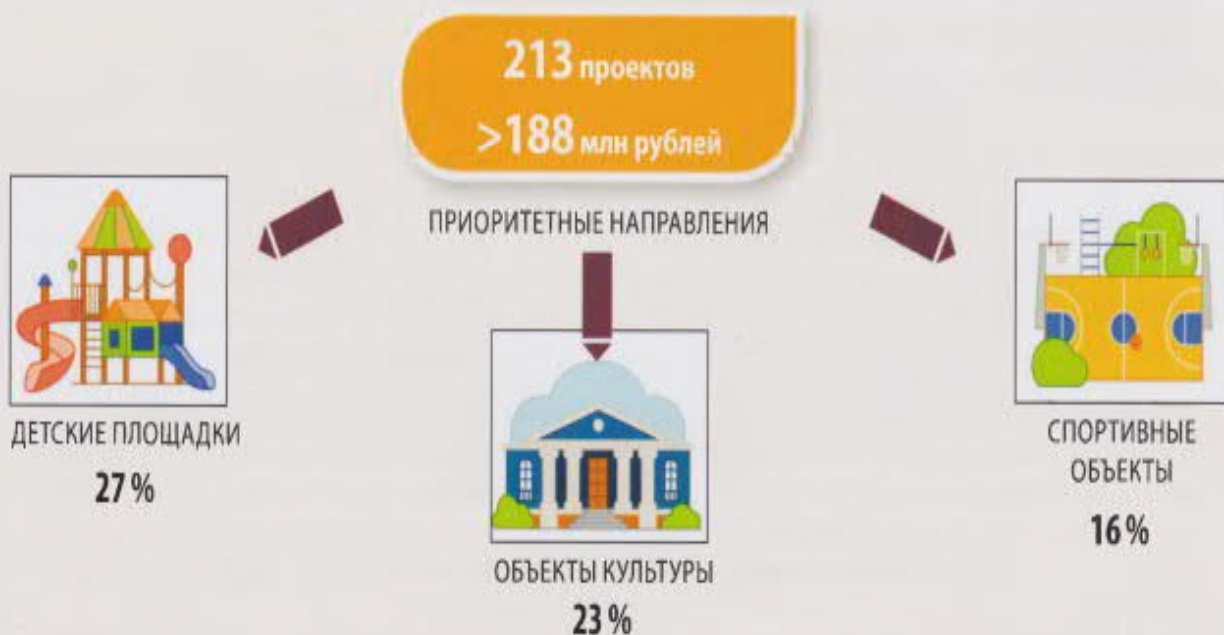 213 проектов
>188 млн рублей
ПРИОРИТЕТНЫЕ НАПРАВЛЕНИЯ
ДЕТСКИЕ ПЛОЩАДКИ
27 %
ОБЪЕКТЫ КУЛЬТУРЫ
23 %
СПОРТИВНЫЕ
ОБЪЕКТЫ
16 %